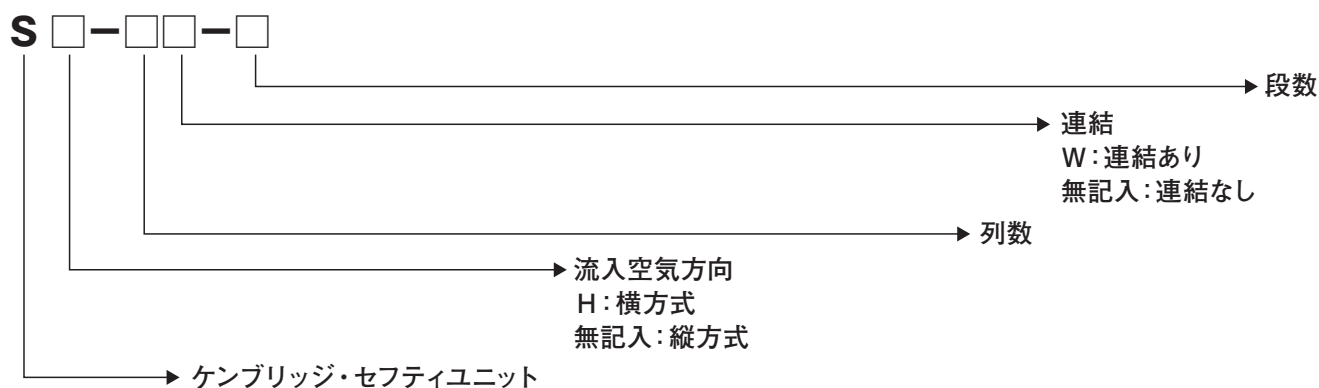 S □-□□-□
段数
連結
W:連結あり
無記入:連結なし
列数
流入空気方向
H:横方式
無記入:縦方式
ケンブリッジ・セフティユニット